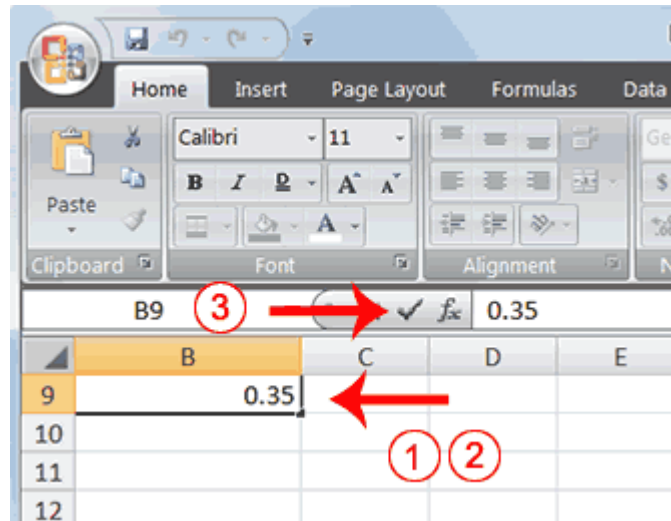 Home Insert Page Layout Formulas Data
Calibri 11 Ge
B I D A A $
Paste A
Clipboard Font Alignment N
B9 3 fx 0.35
B C D E
9 0.35
10 1 2
11
12